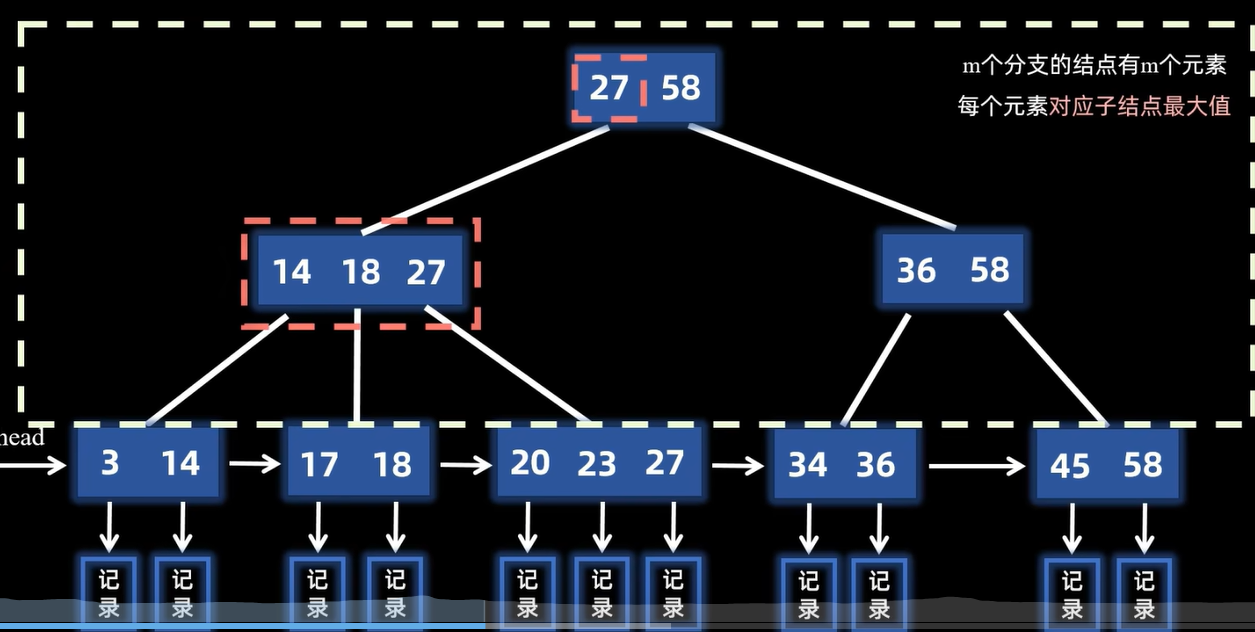 m个分支的结点有m个元素
每个元素对应子结点最大值
27 58
14 18 27
36 58
head
3 14
17 18
20 23 27
34 36
45 58
记录
记录
记录
记录
记录
记录
记录
记录
记录
记录
记录